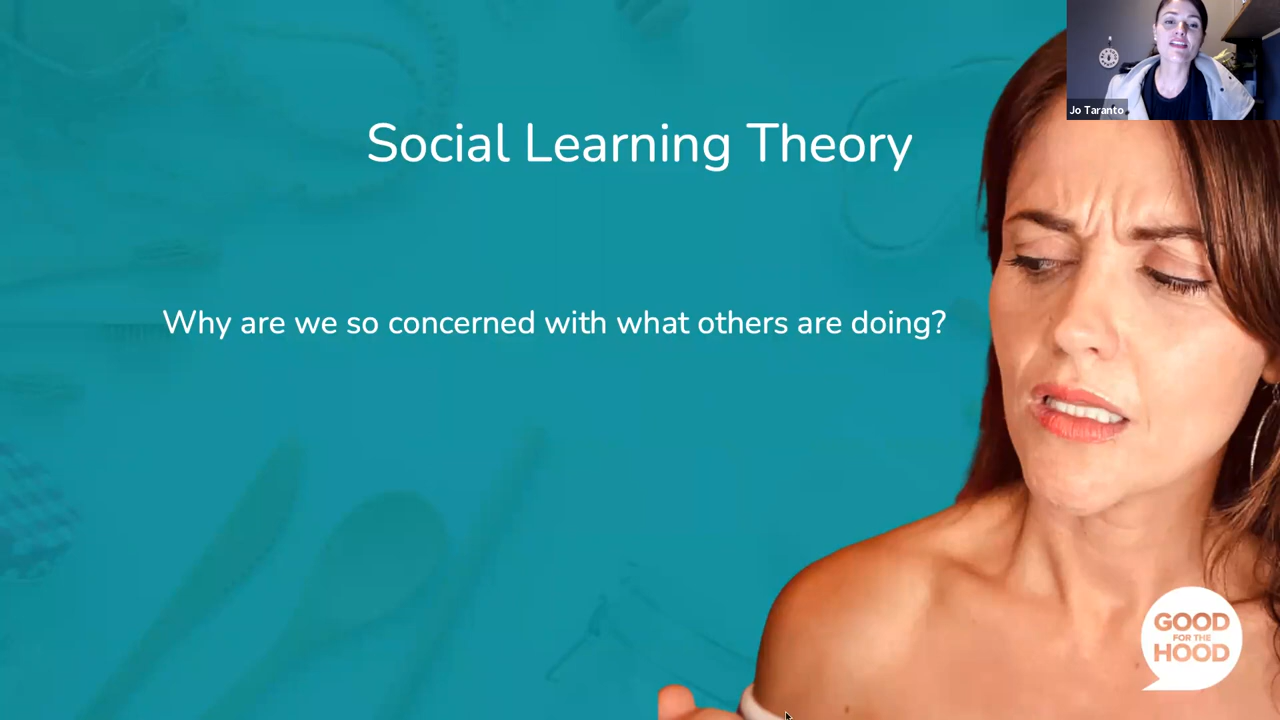 Jo Taranto
Social Learning Theory
Why are we so concerned with what others are doing?
GOOD
FOR THE
HOOD